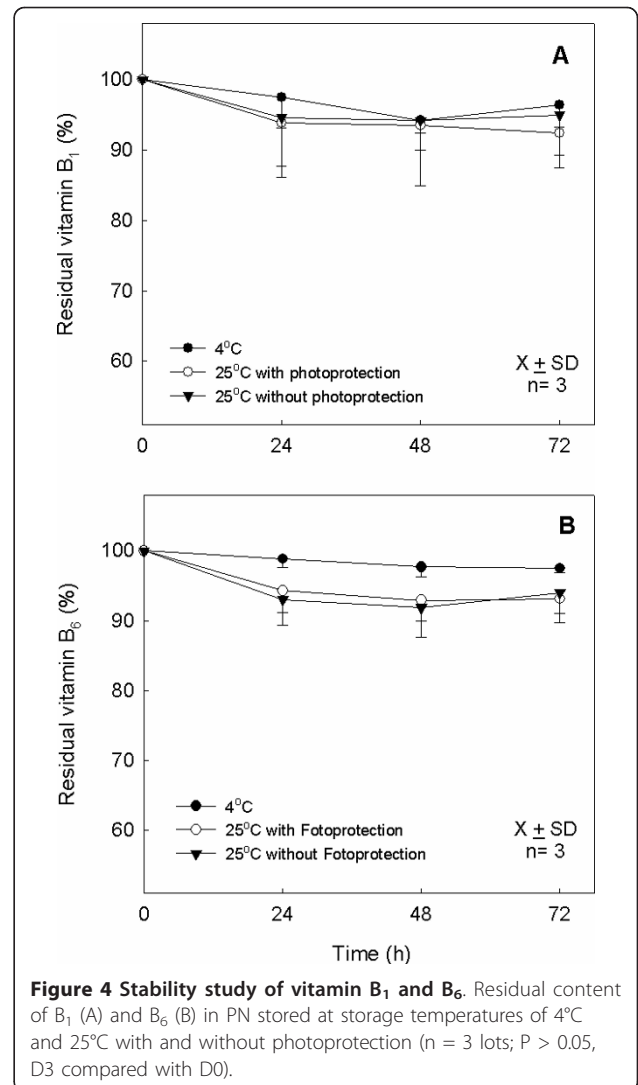 A
Residual vitamin B₁ (%)
100
90
80
70
60
4°C
25°C with photoprotection
25°C without photoprotection
X ± SD
n= 3
0 24 48 72
B
Residual vitamin B₆ (%)
100
90
80
70
60
4°C
25°C with Fotoprotection
25°C without Fotoprotection
X ± SD
n= 3
0 24 48 72
Time (h)
Figure 4 Stability study of vitamin B₁ and B₆. Residual content
of B₁ (A) and B₆ (B) in PN stored at storage temperatures of 4°C
and 25°C with and without photoprotection (n = 3 lots; P > 0.05,
D3 compared with D0).